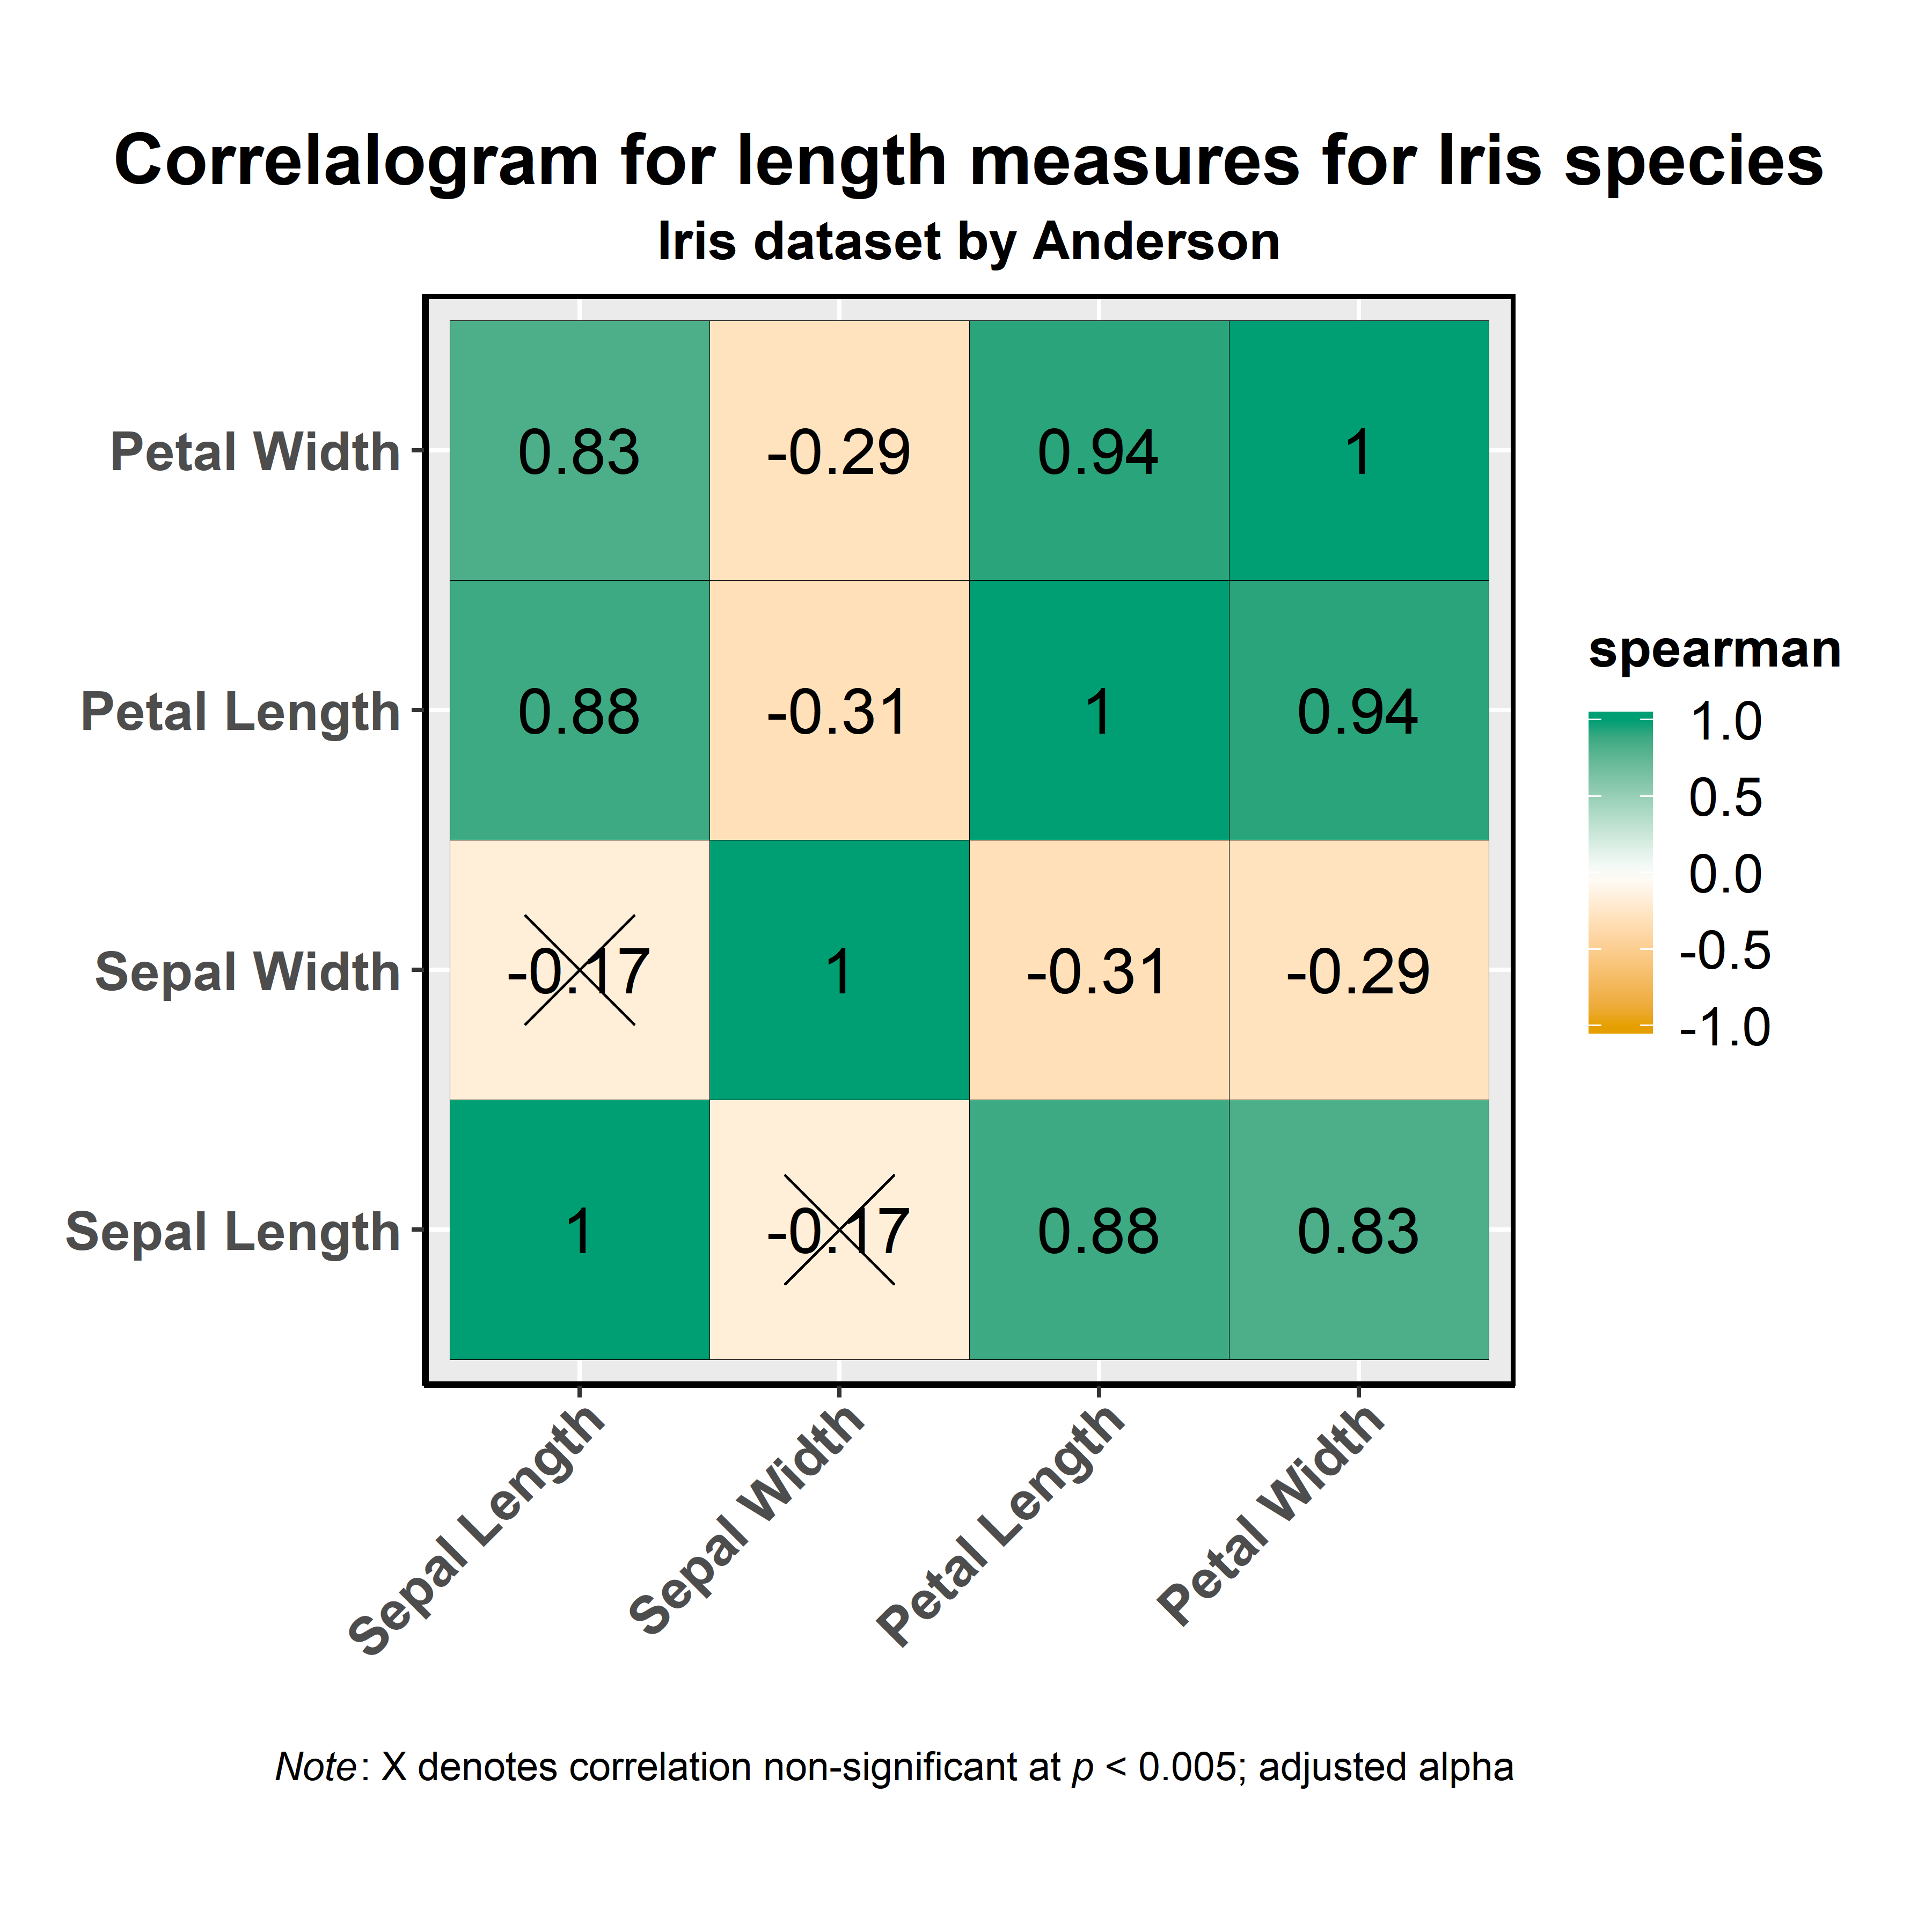 Correlalogram for length measures for Iris species
Iris dataset by Anderson
Petal Width 0.83 -0.29 0.94 1
Petal Length 0.88 -0.31 1 0.94
Sepal Width -0.17 1 -0.31 -0.29
Sepal Length 1 -0.17 0.88 0.83
Sepal Length Sepal Width Petal Length Petal Width
spearman
1.0
0.5
0.0
-0.5
-1.0
Note: X denotes correlation non-significant at p < 0.005; adjusted alpha